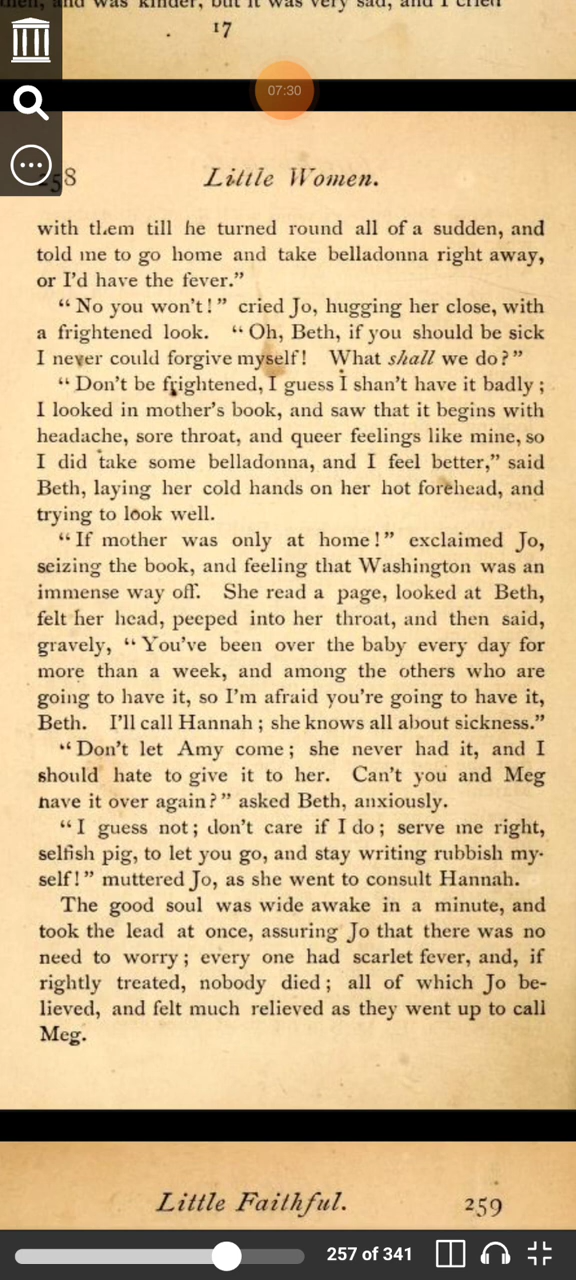 then, and was kinder, but it was very sad, and I cried
17
07:30
258 Little Women.
with them till he turned round all of a sudden, and
told me to go home and take belladonna right away,
or I'd have the fever.”
“No you won't!” cried Jo, hugging her close, with
a frightened look. “Oh, Beth, if you should be sick
I never could forgive myself! What shall we do?”
“Don't be frightened, I guess I shan't have it badly;
I looked in mother's book, and saw that it begins with
headache, sore throat, and queer feelings like mine, so
I did take some belladonna, and I feel better,” said
Beth, laying her cold hands on her hot forehead, and
trying to look well.
“If mother was only at home!” exclaimed Jo,
seizing the book, and feeling that Washington was an
immense way off. She read a page, looked at Beth,
felt her head, peeped into her throat, and then said,
gravely, “You've been over the baby every day for
more than a week, and among the others who are
going to have it, so I'm afraid you're going to have it,
Beth. I'll call Hannah; she knows all about sickness.”
“Don't let Amy come; she never had it, and I
should hate to give it to her. Can't you and Meg
have it over again?” asked Beth, anxiously.
“I guess not; don't care if I do; serve me right,
selfish pig, to let you go, and stay writing rubbish my-
self!” muttered Jo, as she went to consult Hannah.
The good soul was wide awake in a minute, and
took the lead at once, assuring Jo that there was no
need to worry; every one had scarlet fever, and, if
rightly treated, nobody died; all of which Jo be-
lieved, and felt much relieved as they went up to call
Meg.
Little Faithful. 259
257 of 341